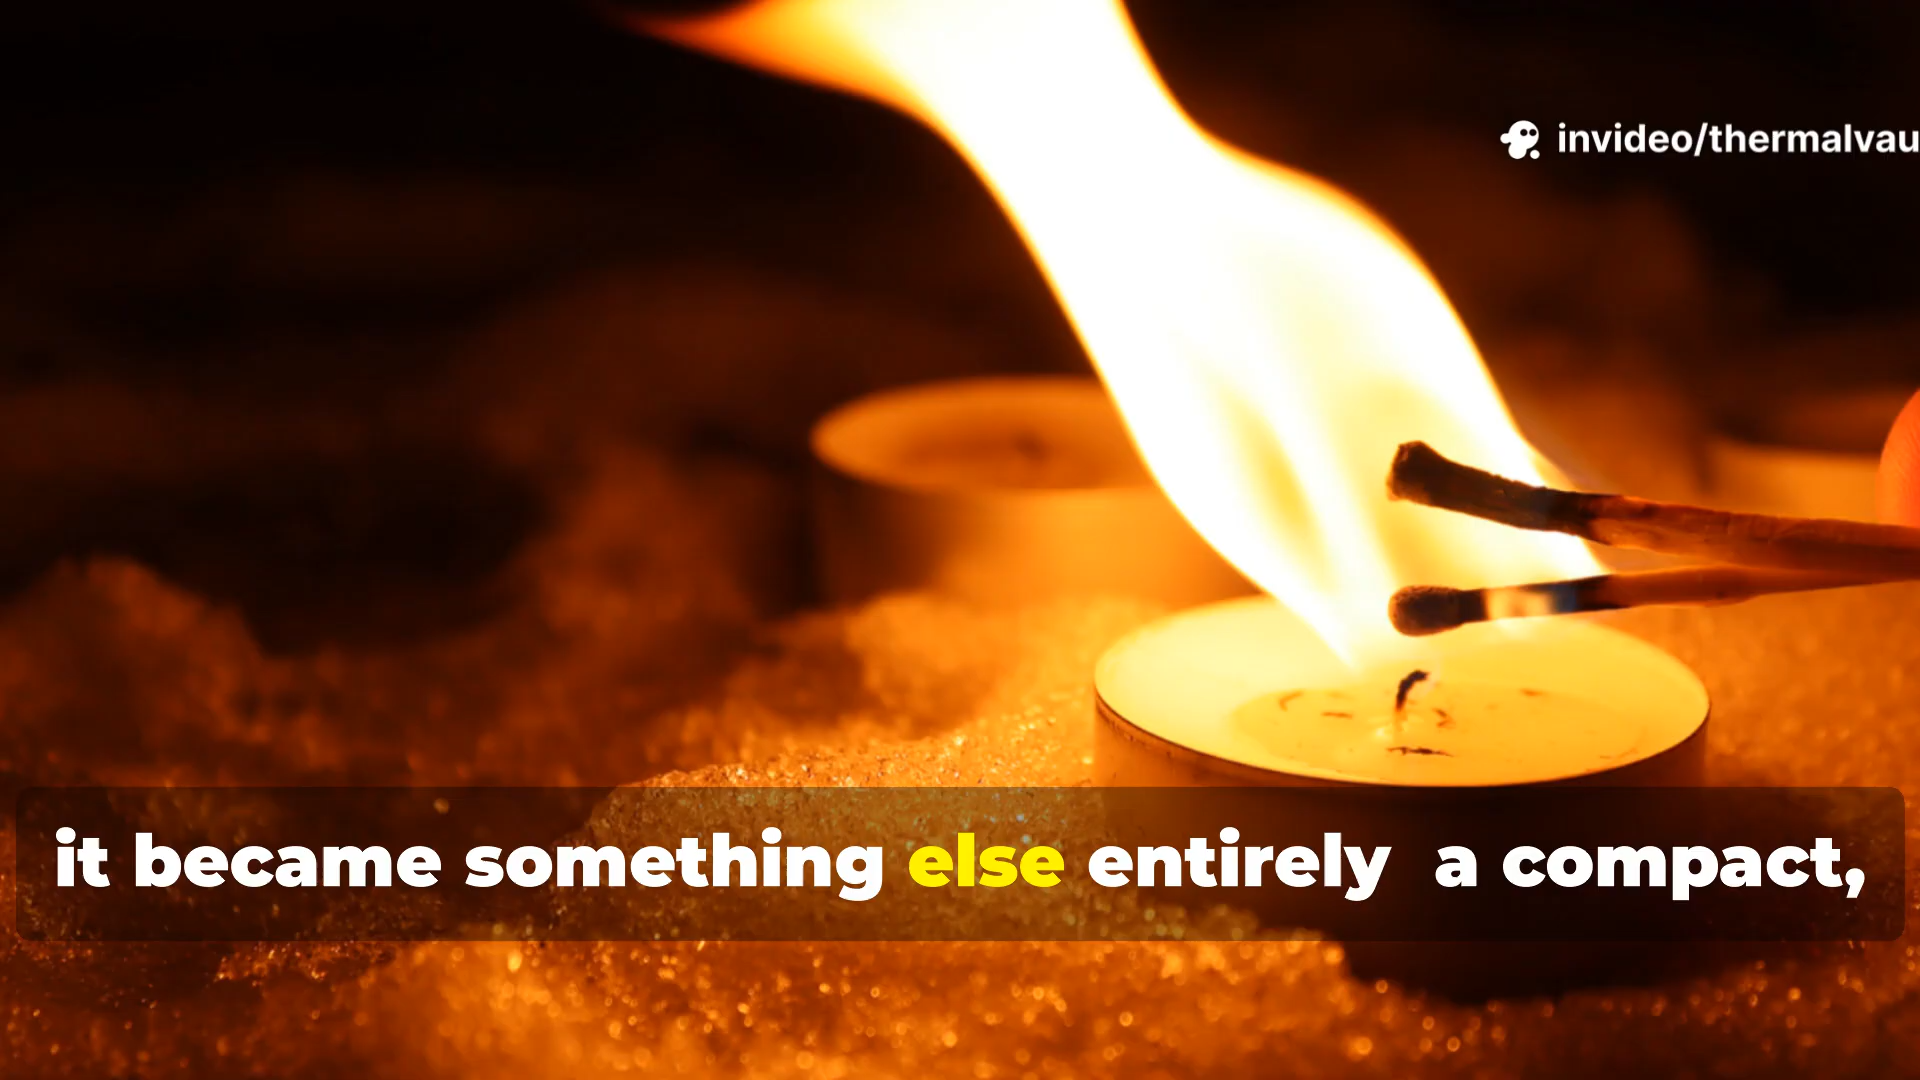 invideo/thermalvau
it became something else entirely a compact,